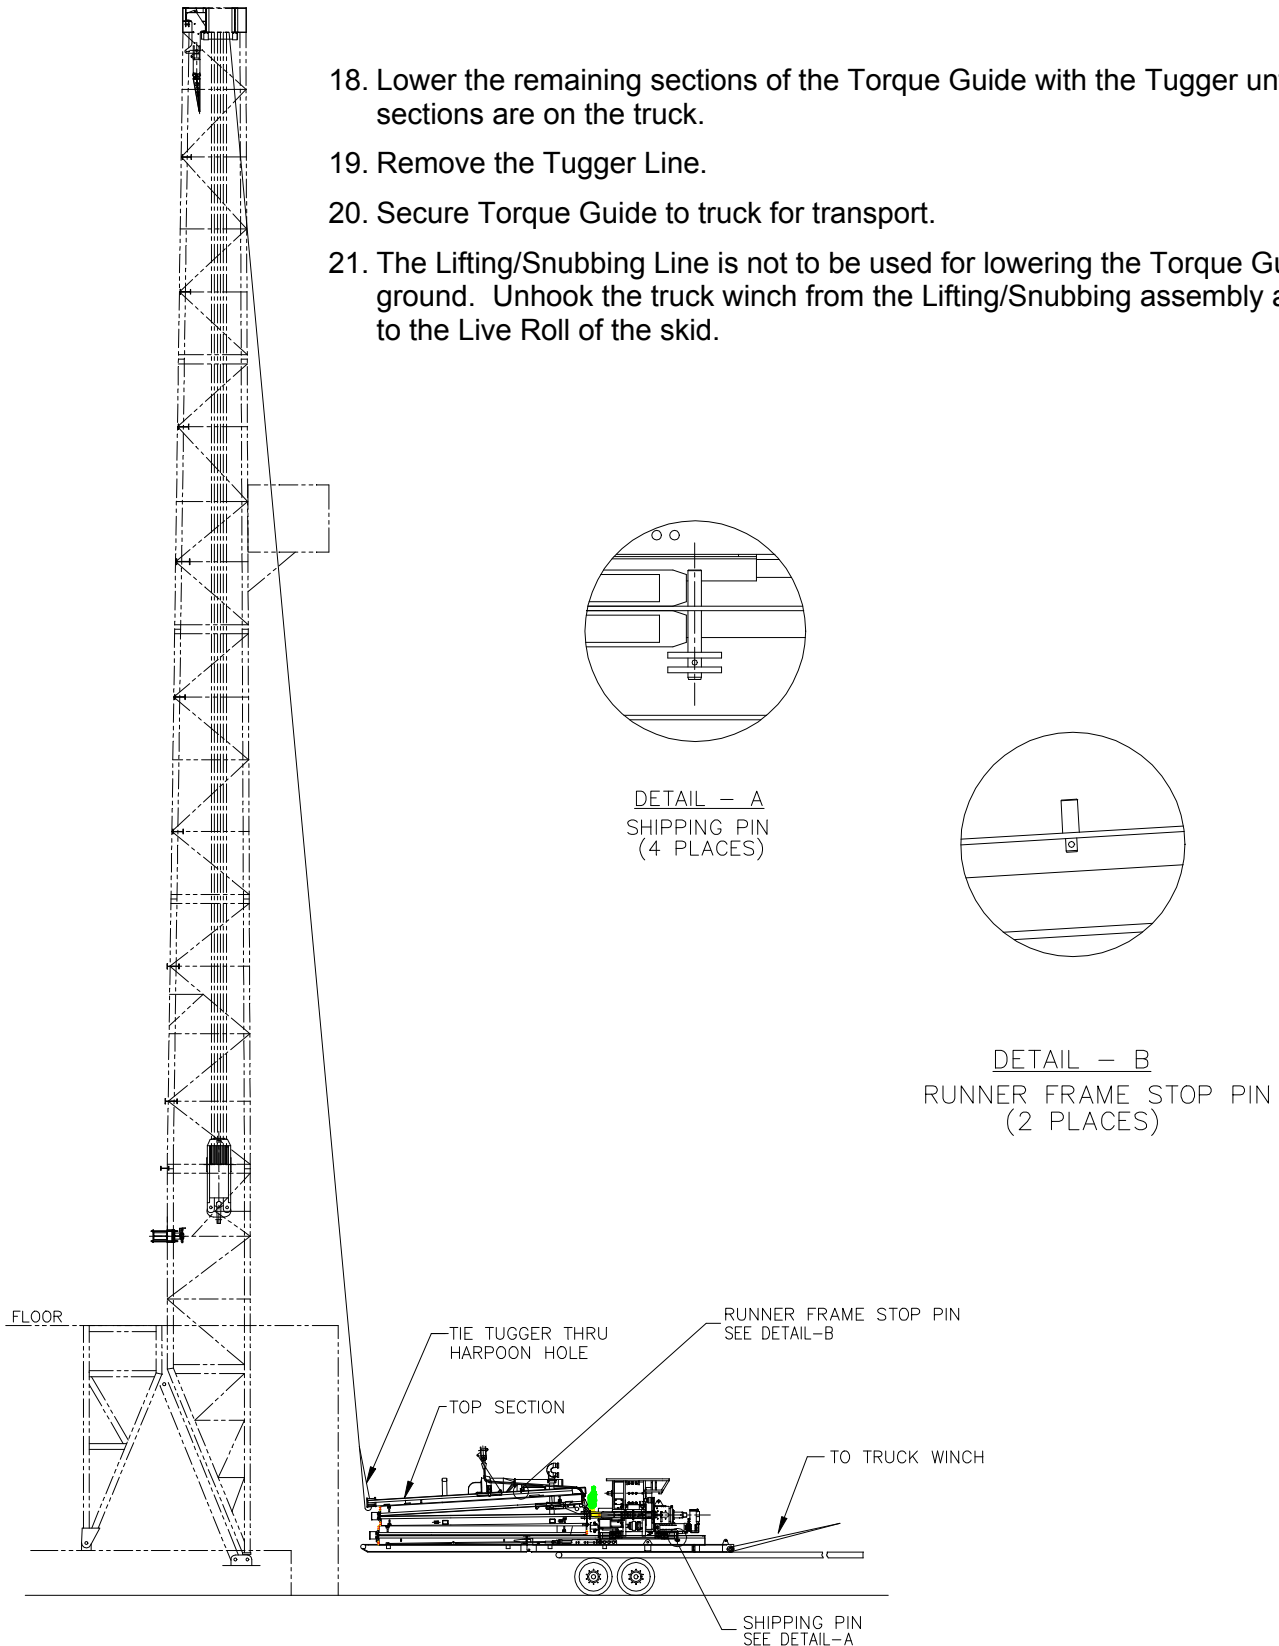 18. Lower the remaining sections of the Torque Guide with the Tugger
sections are on the truck.
19. Remove the Tugger Line.
20. Secure Torque Guide to truck for transport.
21. The Lifting/Snubbing Line is not to be used for lowering the Torque
ground.  Unhook the truck winch from the Lifting/Snubbing assembly
to the Live Roll of the skid.
DETAIL – A
SHIPPING PIN
(4 PLACES)
DETAIL – B
RUNNER FRAME STOP PIN
(2 PLACES)
FLOOR
RUNNER FRAME STOP PIN
SEE DETAIL–B
TIE TUGGER THRU
HARPOON HOLE
TOP SECTION
TO TRUCK WINCH
SHIPPING PIN
SEE DETAIL–A